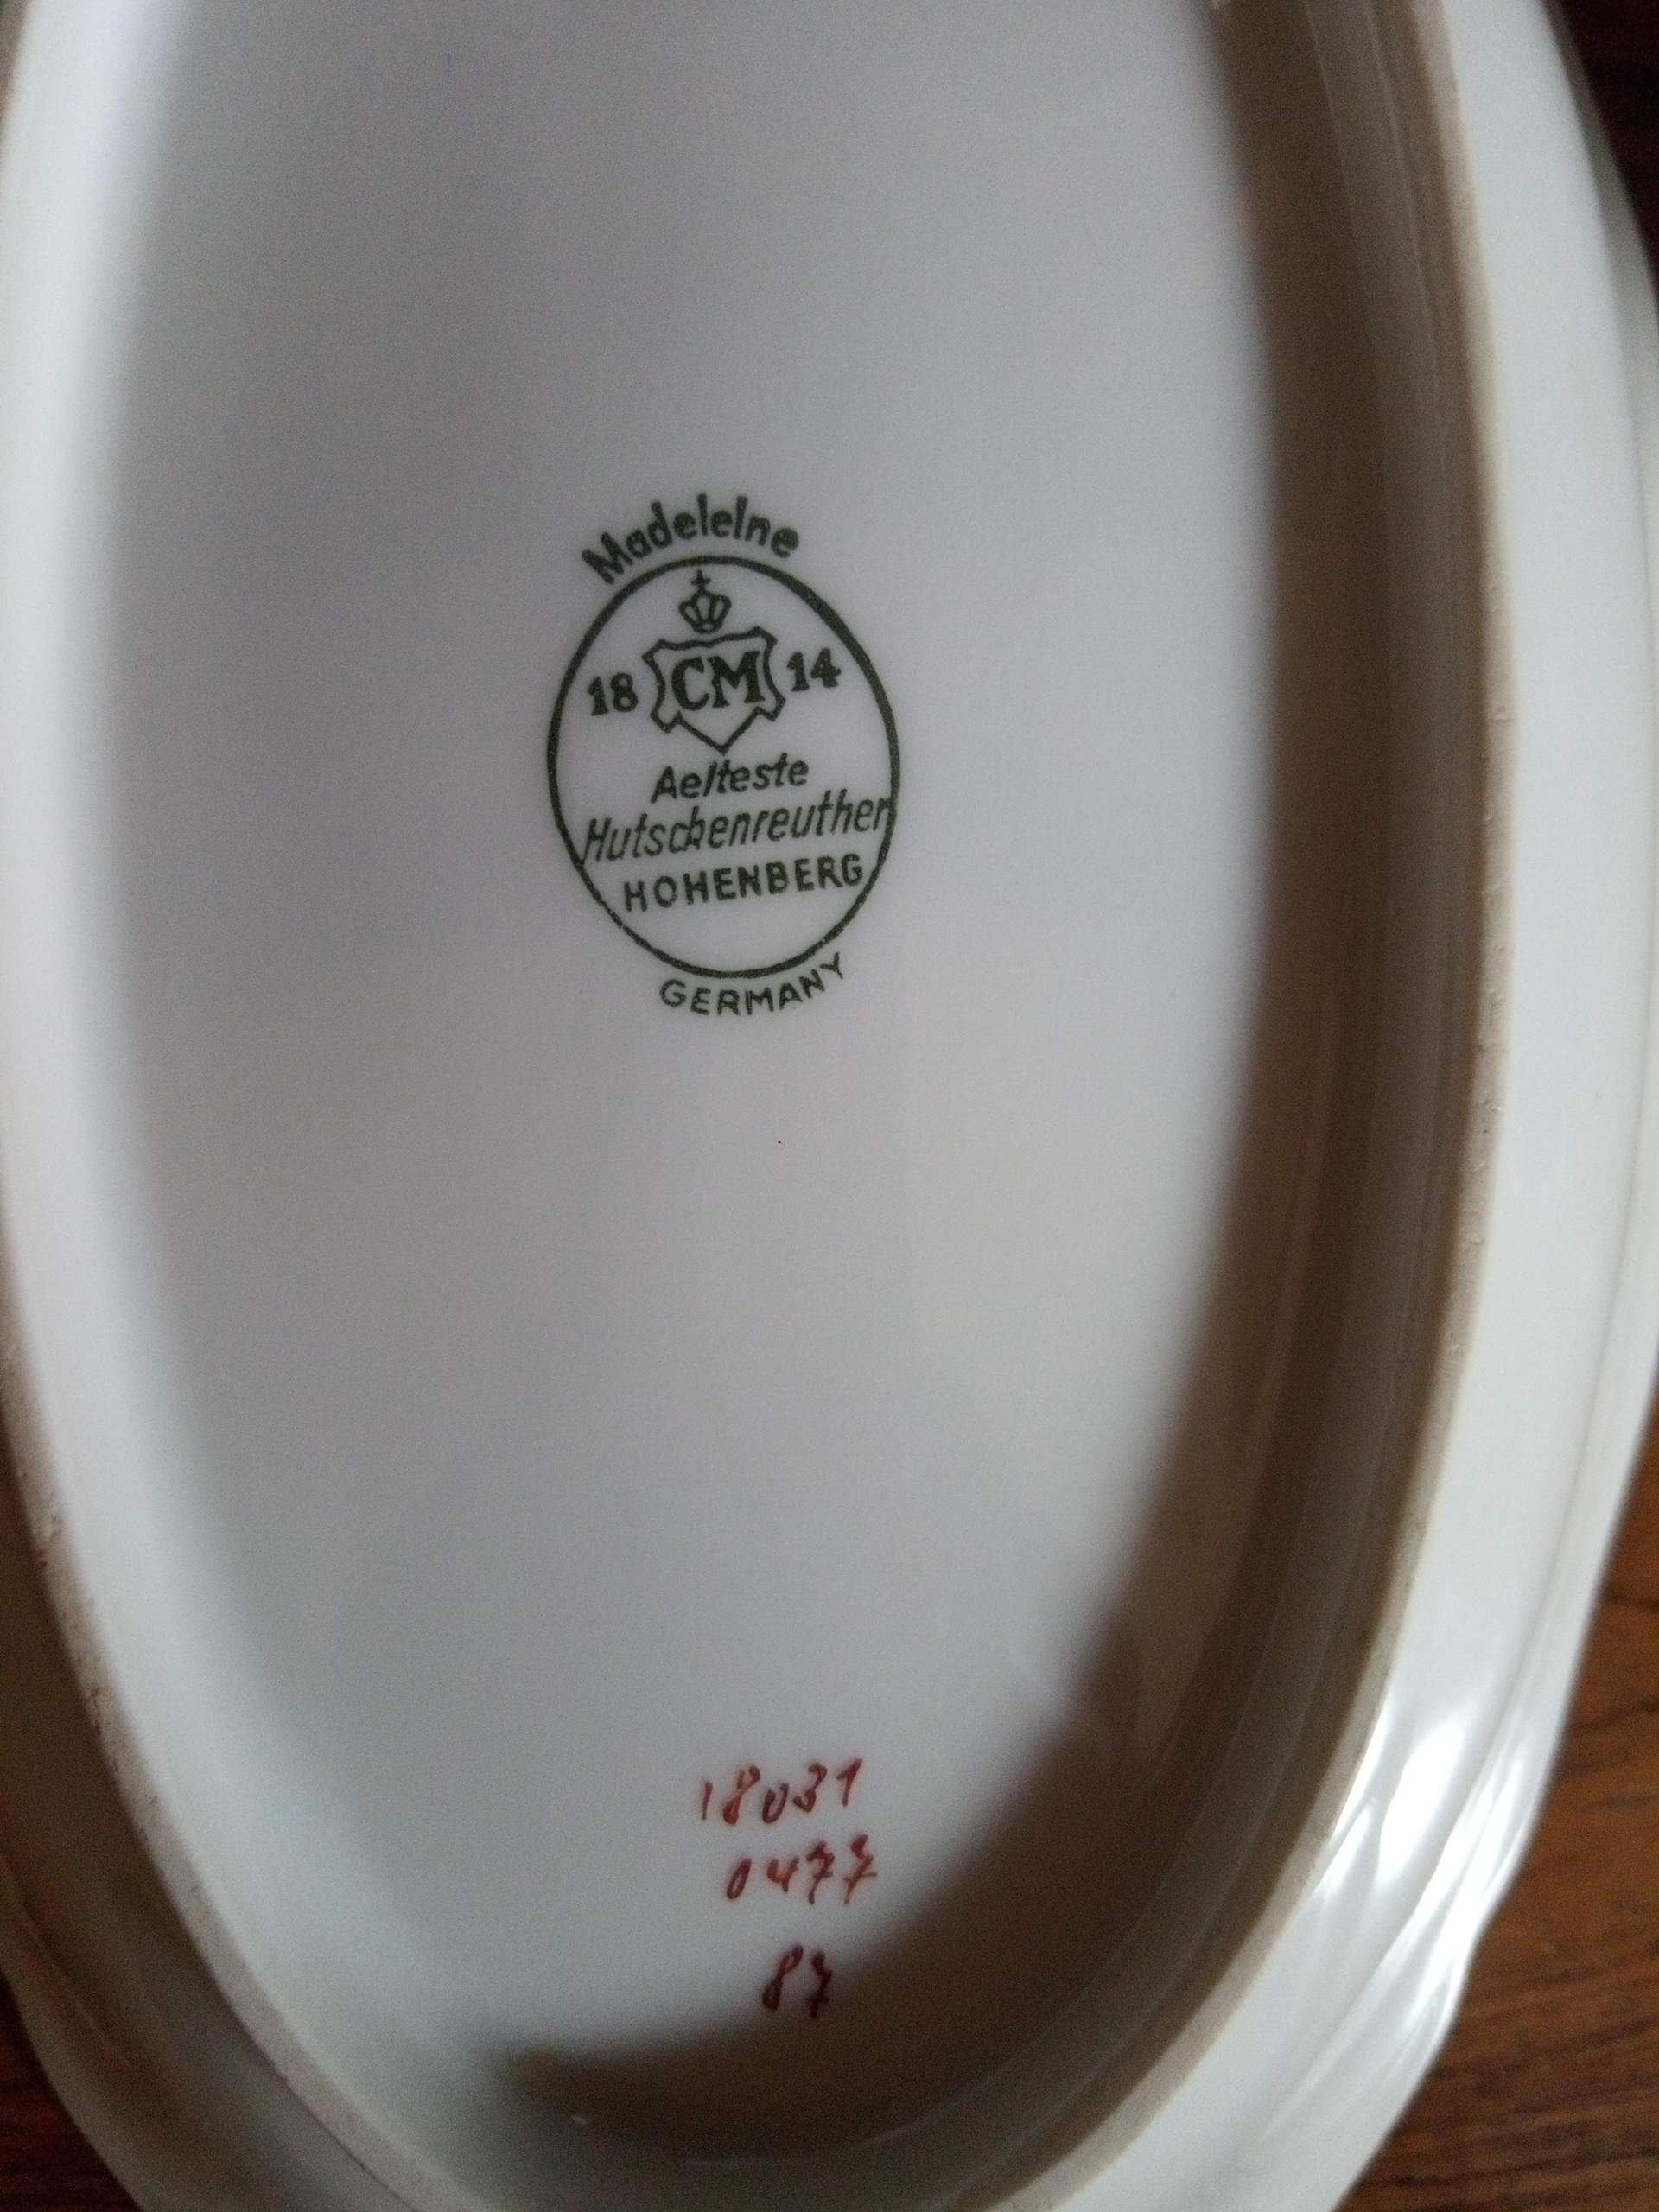 Madeleine
18 CM 14
Aelteste
Hutschenreuther
HOHENBERG
GERMANY
18031
0477
87